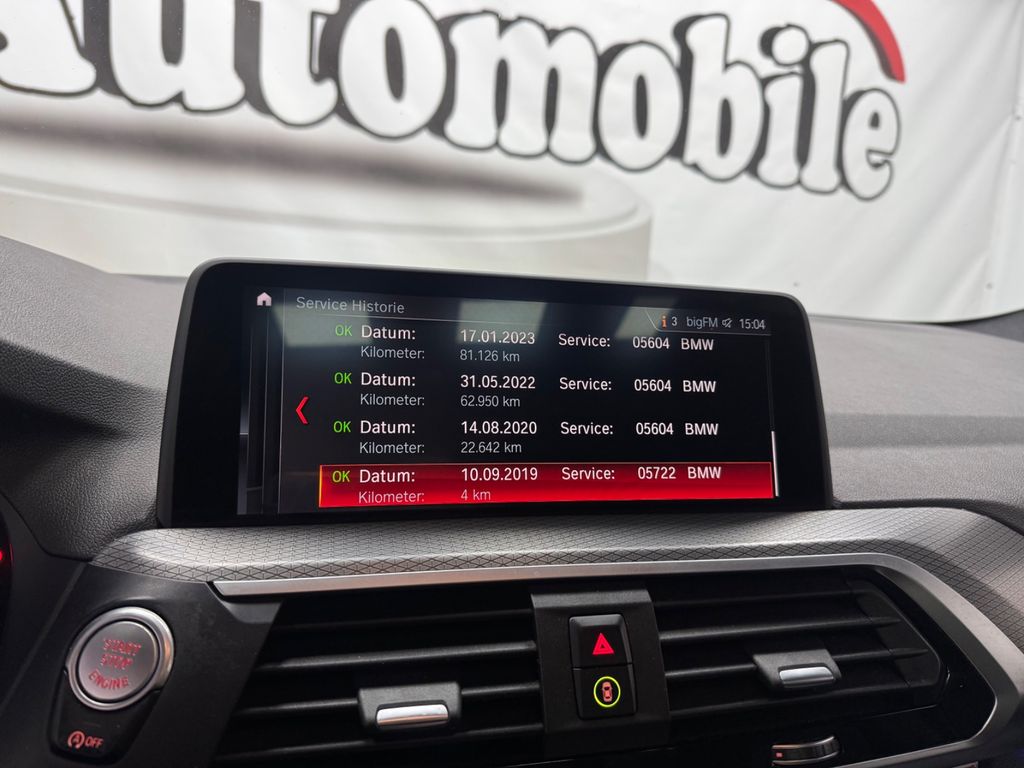 Automobile
Service Historie
3 bigFM 15:04
OK Datum: 17.01.2023 Service: 05604 BMW
Kilometer: 81.126 km
OK Datum: 31.05.2022 Service: 05604 BMW
Kilometer: 62.950 km
OK Datum: 14.08.2020 Service: 05604 BMW
Kilometer: 22.642 km
OK Datum: 10.09.2019 Service: 05722 BMW
Kilometer: 4 km
START
STOP
ENGINE
A OFF